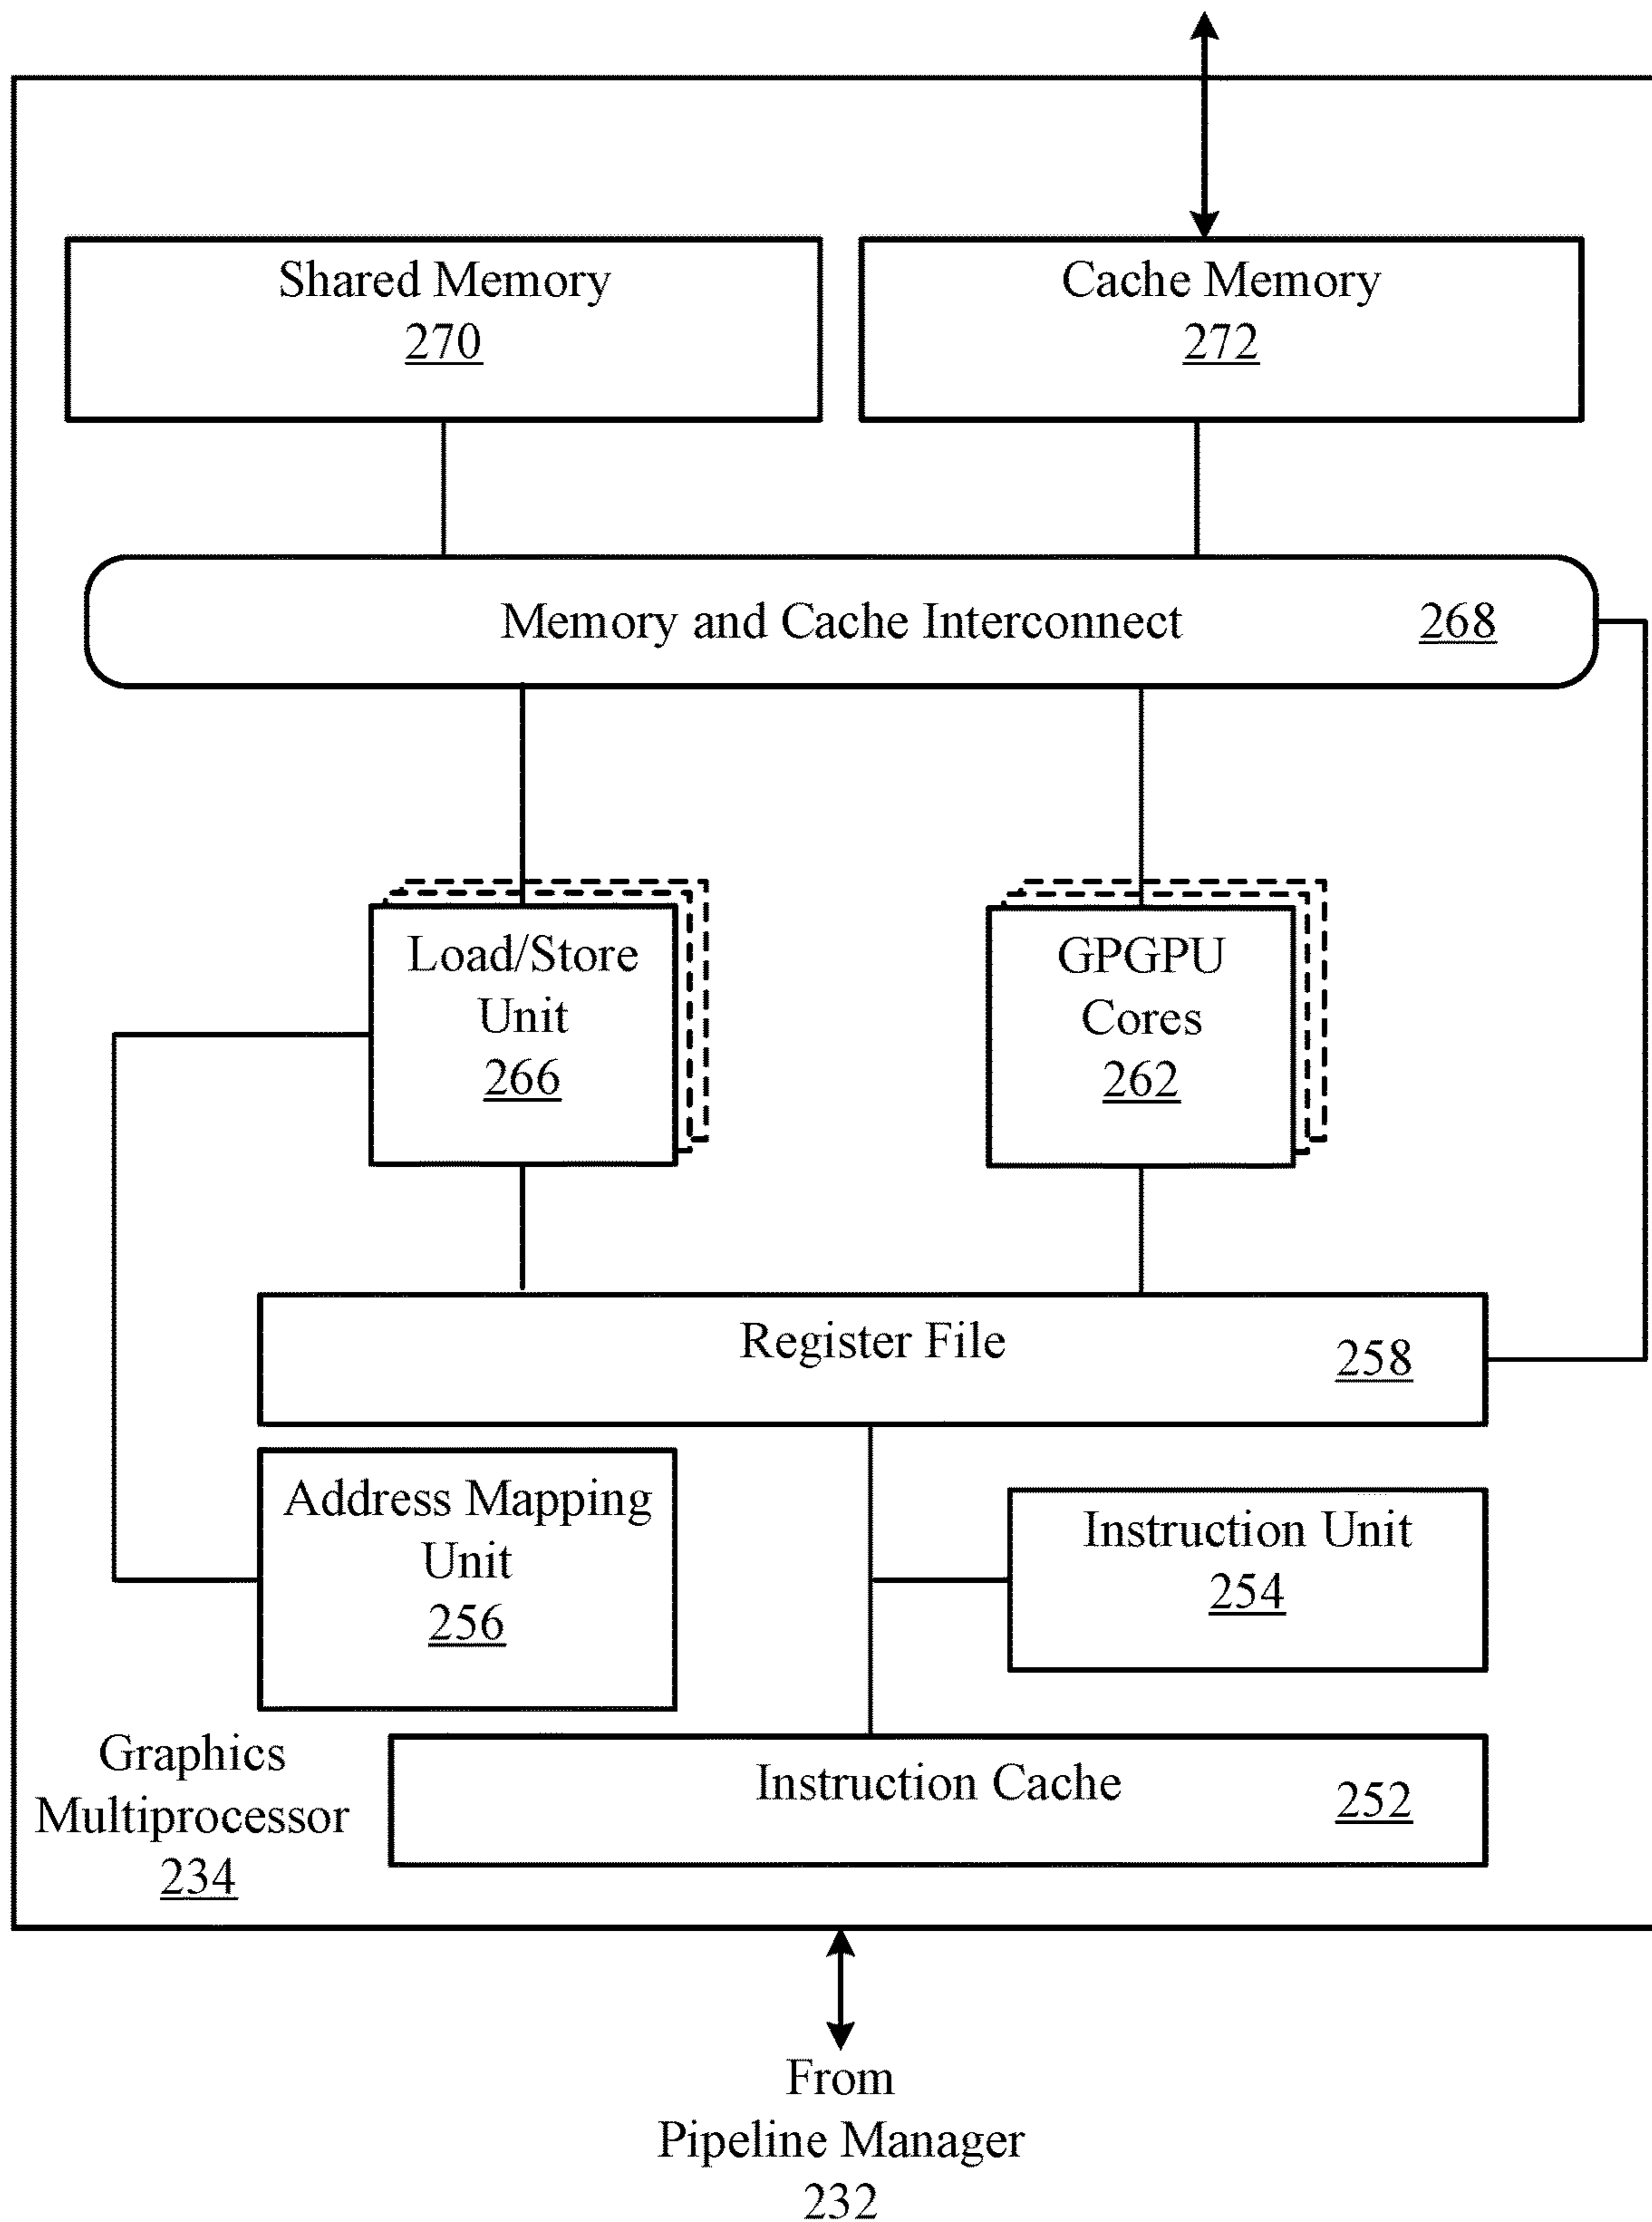 Shared Memory
270
Cache Memory
272
Memory and Cache Interconnect 268
Load/Store
Unit
266
GPGPU
Cores
262
Register File 258
Address Mapping
Unit
256
Instruction Unit
254
Graphics
Multiprocessor
234
Instruction Cache 252
From
Pipeline Manager
232